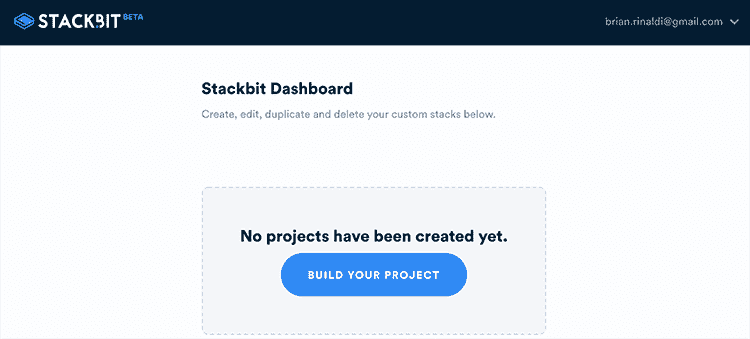 STACKBIT BETA
brian.rinaldi@gmail.com
Stackbit Dashboard
Create, edit, duplicate and delete your custom stacks below.
No projects have been created yet.
BUILD YOUR PROJECT